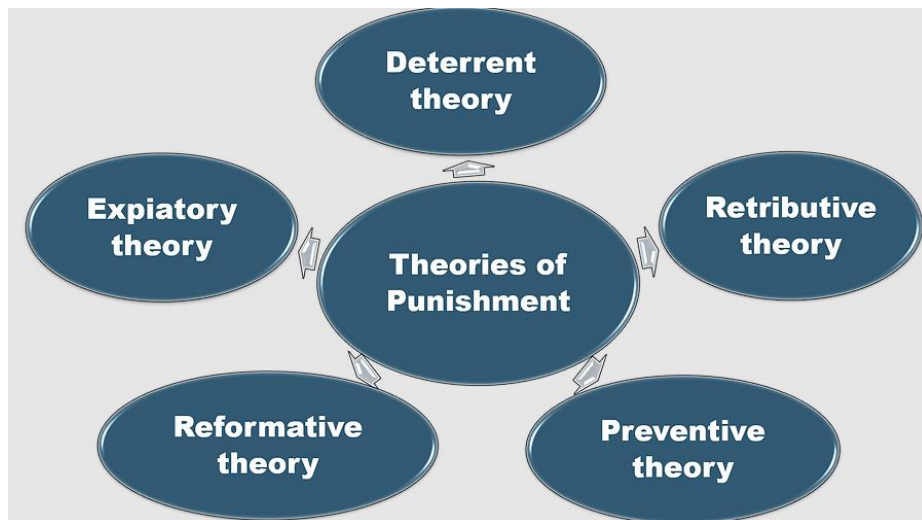 Deterrent
theory
Expiatory
theory
Retributive
theory
Theories of
Punishment
Reformative
theory
Preventive
theory